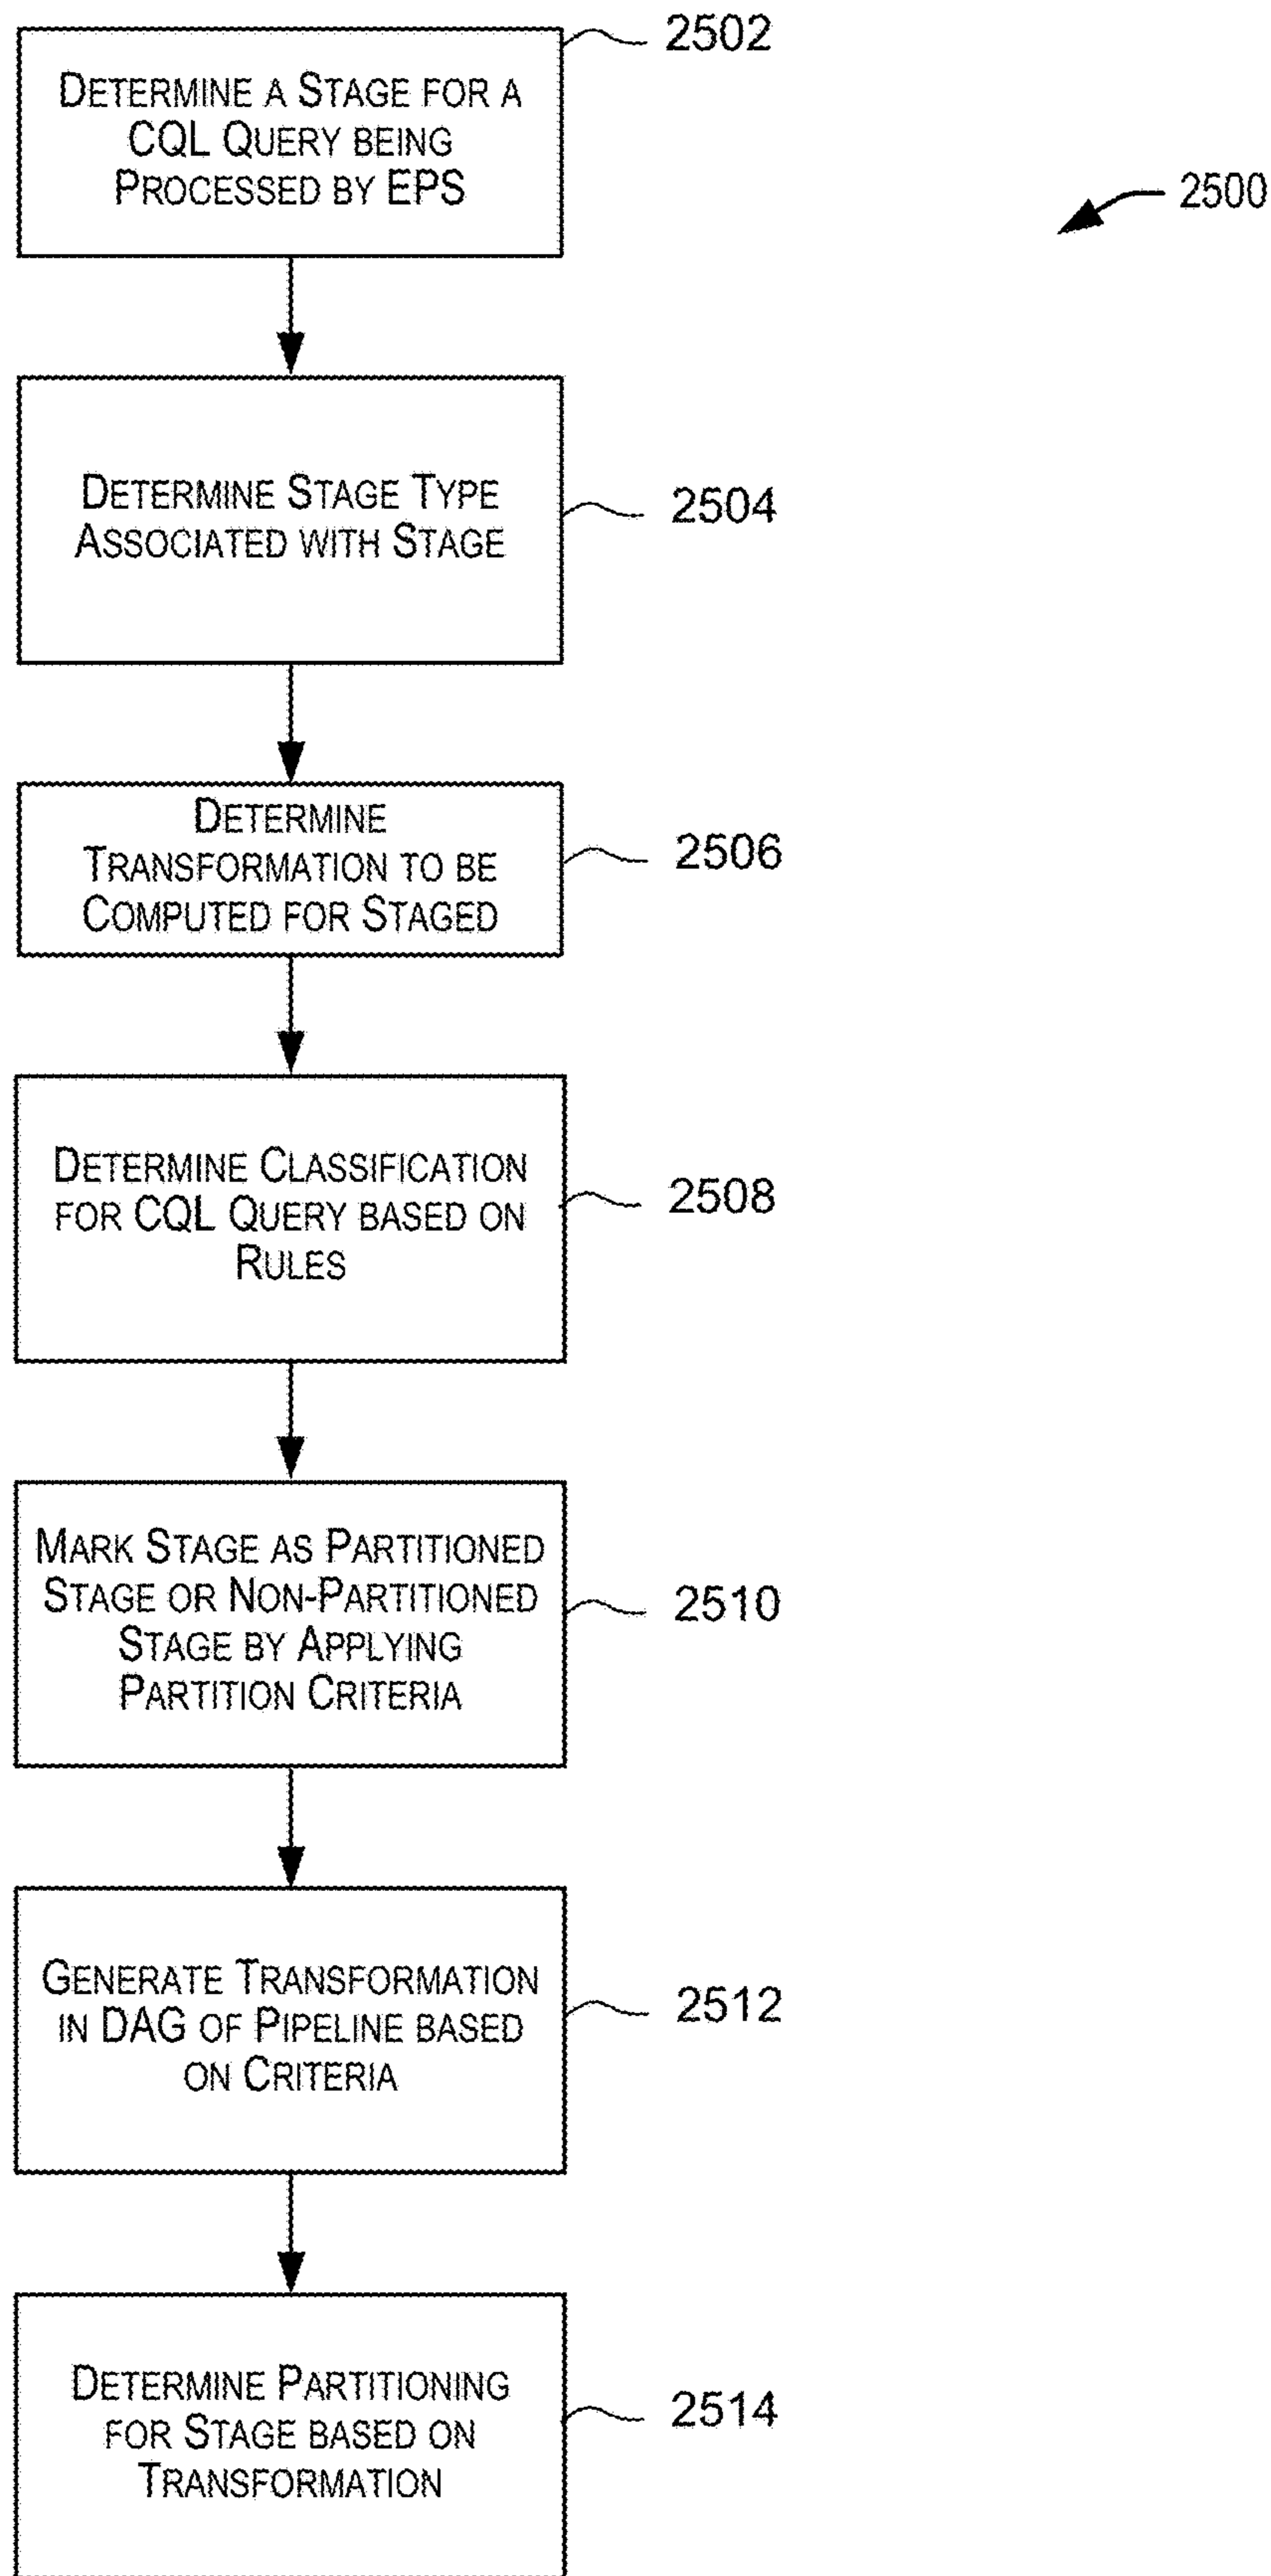 2502
DETERMINE A STAGE FOR A
CQL QUERY BEING
PROCESSED BY EPS
2500
DETERMINE STAGE TYPE
ASSOCIATED WITH STAGE
2504
DETERMINE
TRANSFORMATION TO BE
COMPUTED FOR STAGED
2506
DETERMINE CLASSIFICATION
FOR CQL QUERY BASED ON
RULES
2508
MARK STAGE AS PARTITIONED
STAGE OR NON-PARTITIONED
STAGE BY APPLYING
PARTITION CRITERIA
2510
GENERATE TRANSFORMATION
IN DAG OF PIPELINE BASED
ON CRITERIA
2512
DETERMINE PARTITIONING
FOR STAGE BASED ON
TRANSFORMATION
2514